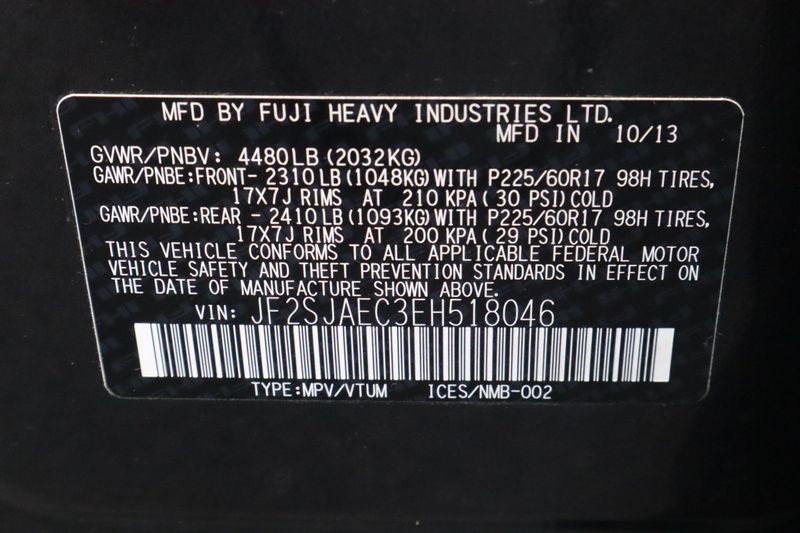 MFD BY FUJI HEAVY INDUSTRIES LTD.
MFD IN 10/13
GVWR/PNBV: 4480LB(2032KG)
GAWR/PNBE:FRONT- 2310LB(1048KG)WITH P225/60R17 98H TIRES,
17X7J RIMS AT 210 KPA(30 PSI)COLD
GAWR/PNBE:REAR - 2410LB(1093KG)WITH P225/60R17 98H TIRES,
17X7J RIMS AT 200 KPA(29 PSI)COLD
THIS VEHICLE CONFORMS TO ALL APPLICABLE FEDERAL MOTOR
VEHICLE SAFETY AND THEFT PREVENTION STANDARDS IN EFFECT ON
THE DATE OF MANUFACTURE SHOWN ABOVE.
VIN: JF2SJAEC3EH518046
TYPE:MPV/VTUM ICES/NMB-002